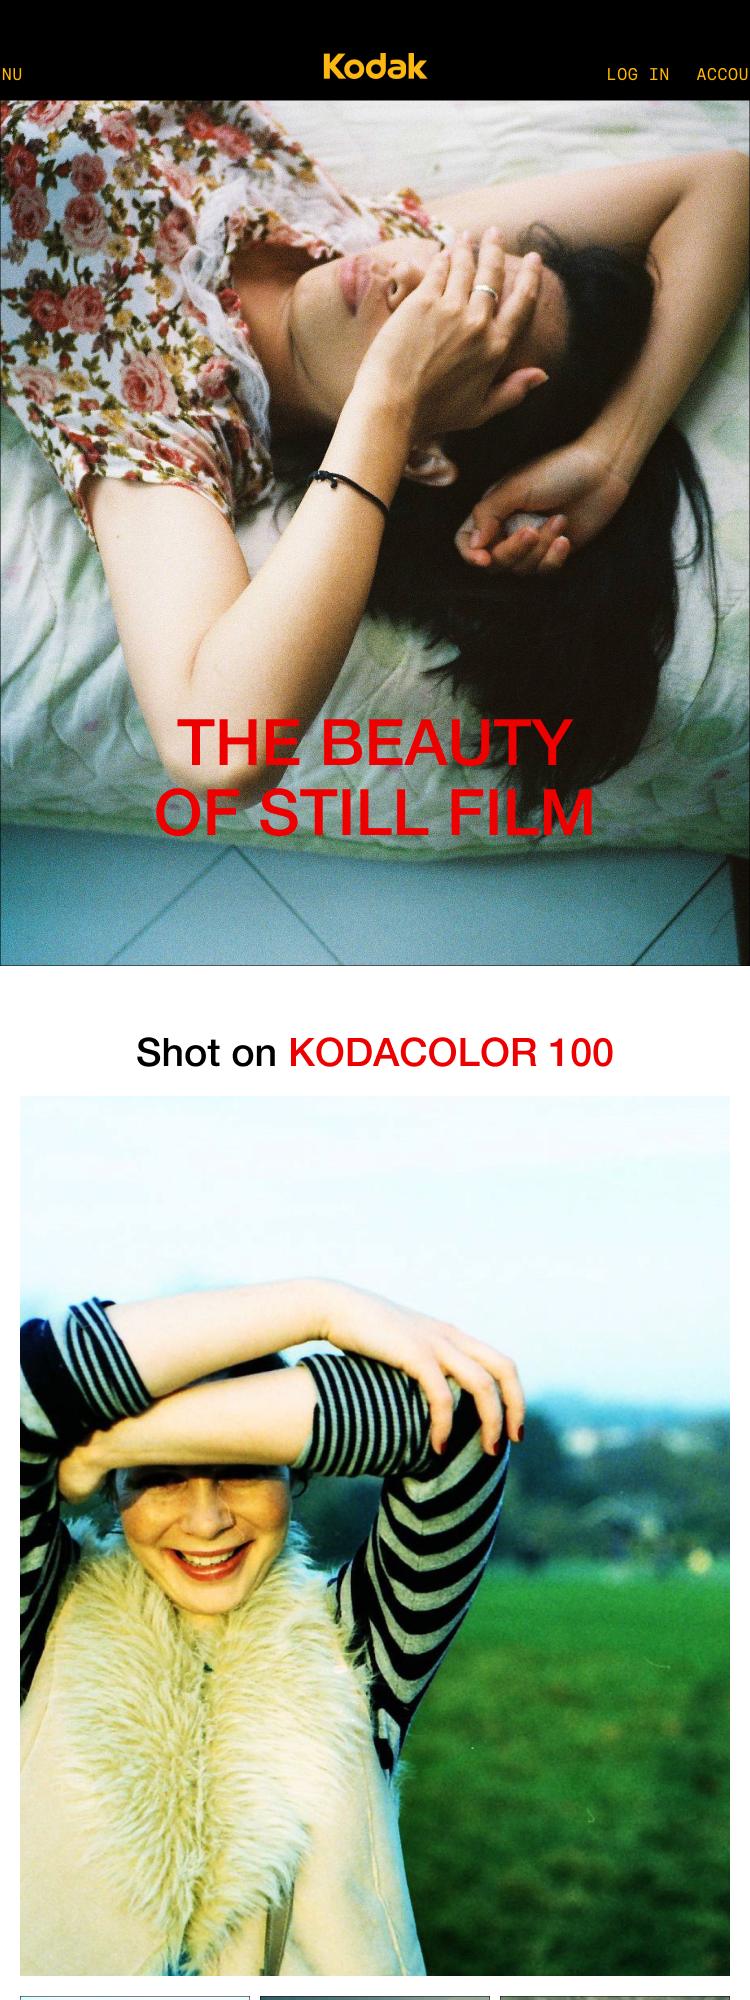 NU
Kodak
LOG IN
ACCOU
THE BEAUTY
OF STILL FILM
Shot on KODACOLOR 100